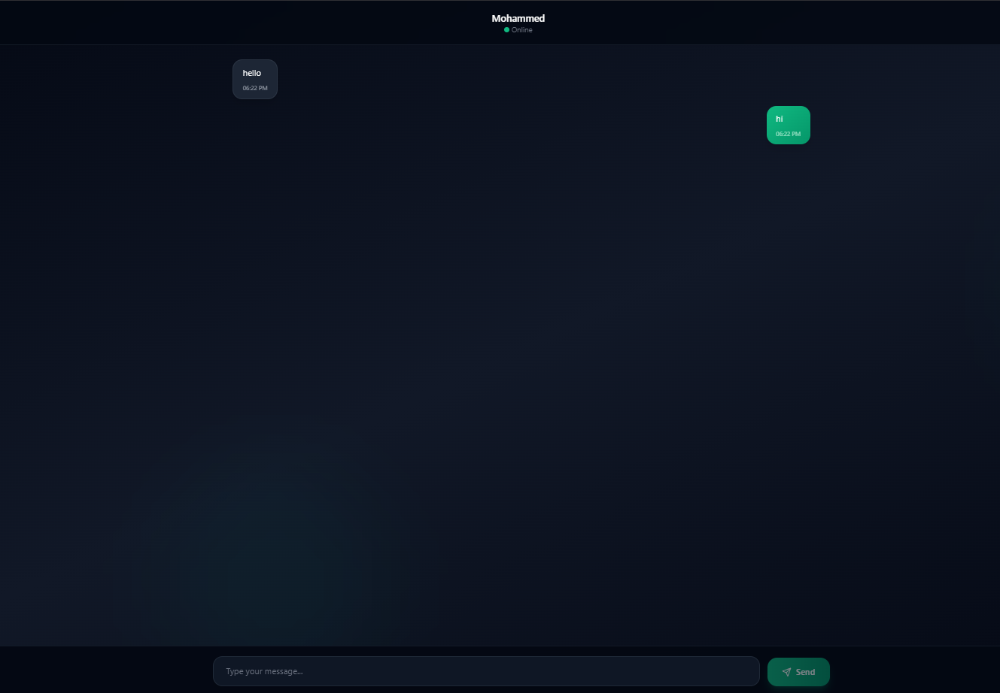 Mohammed
Online
hello
06:22 PM
hi
06:22 PM
Type your message...
Send